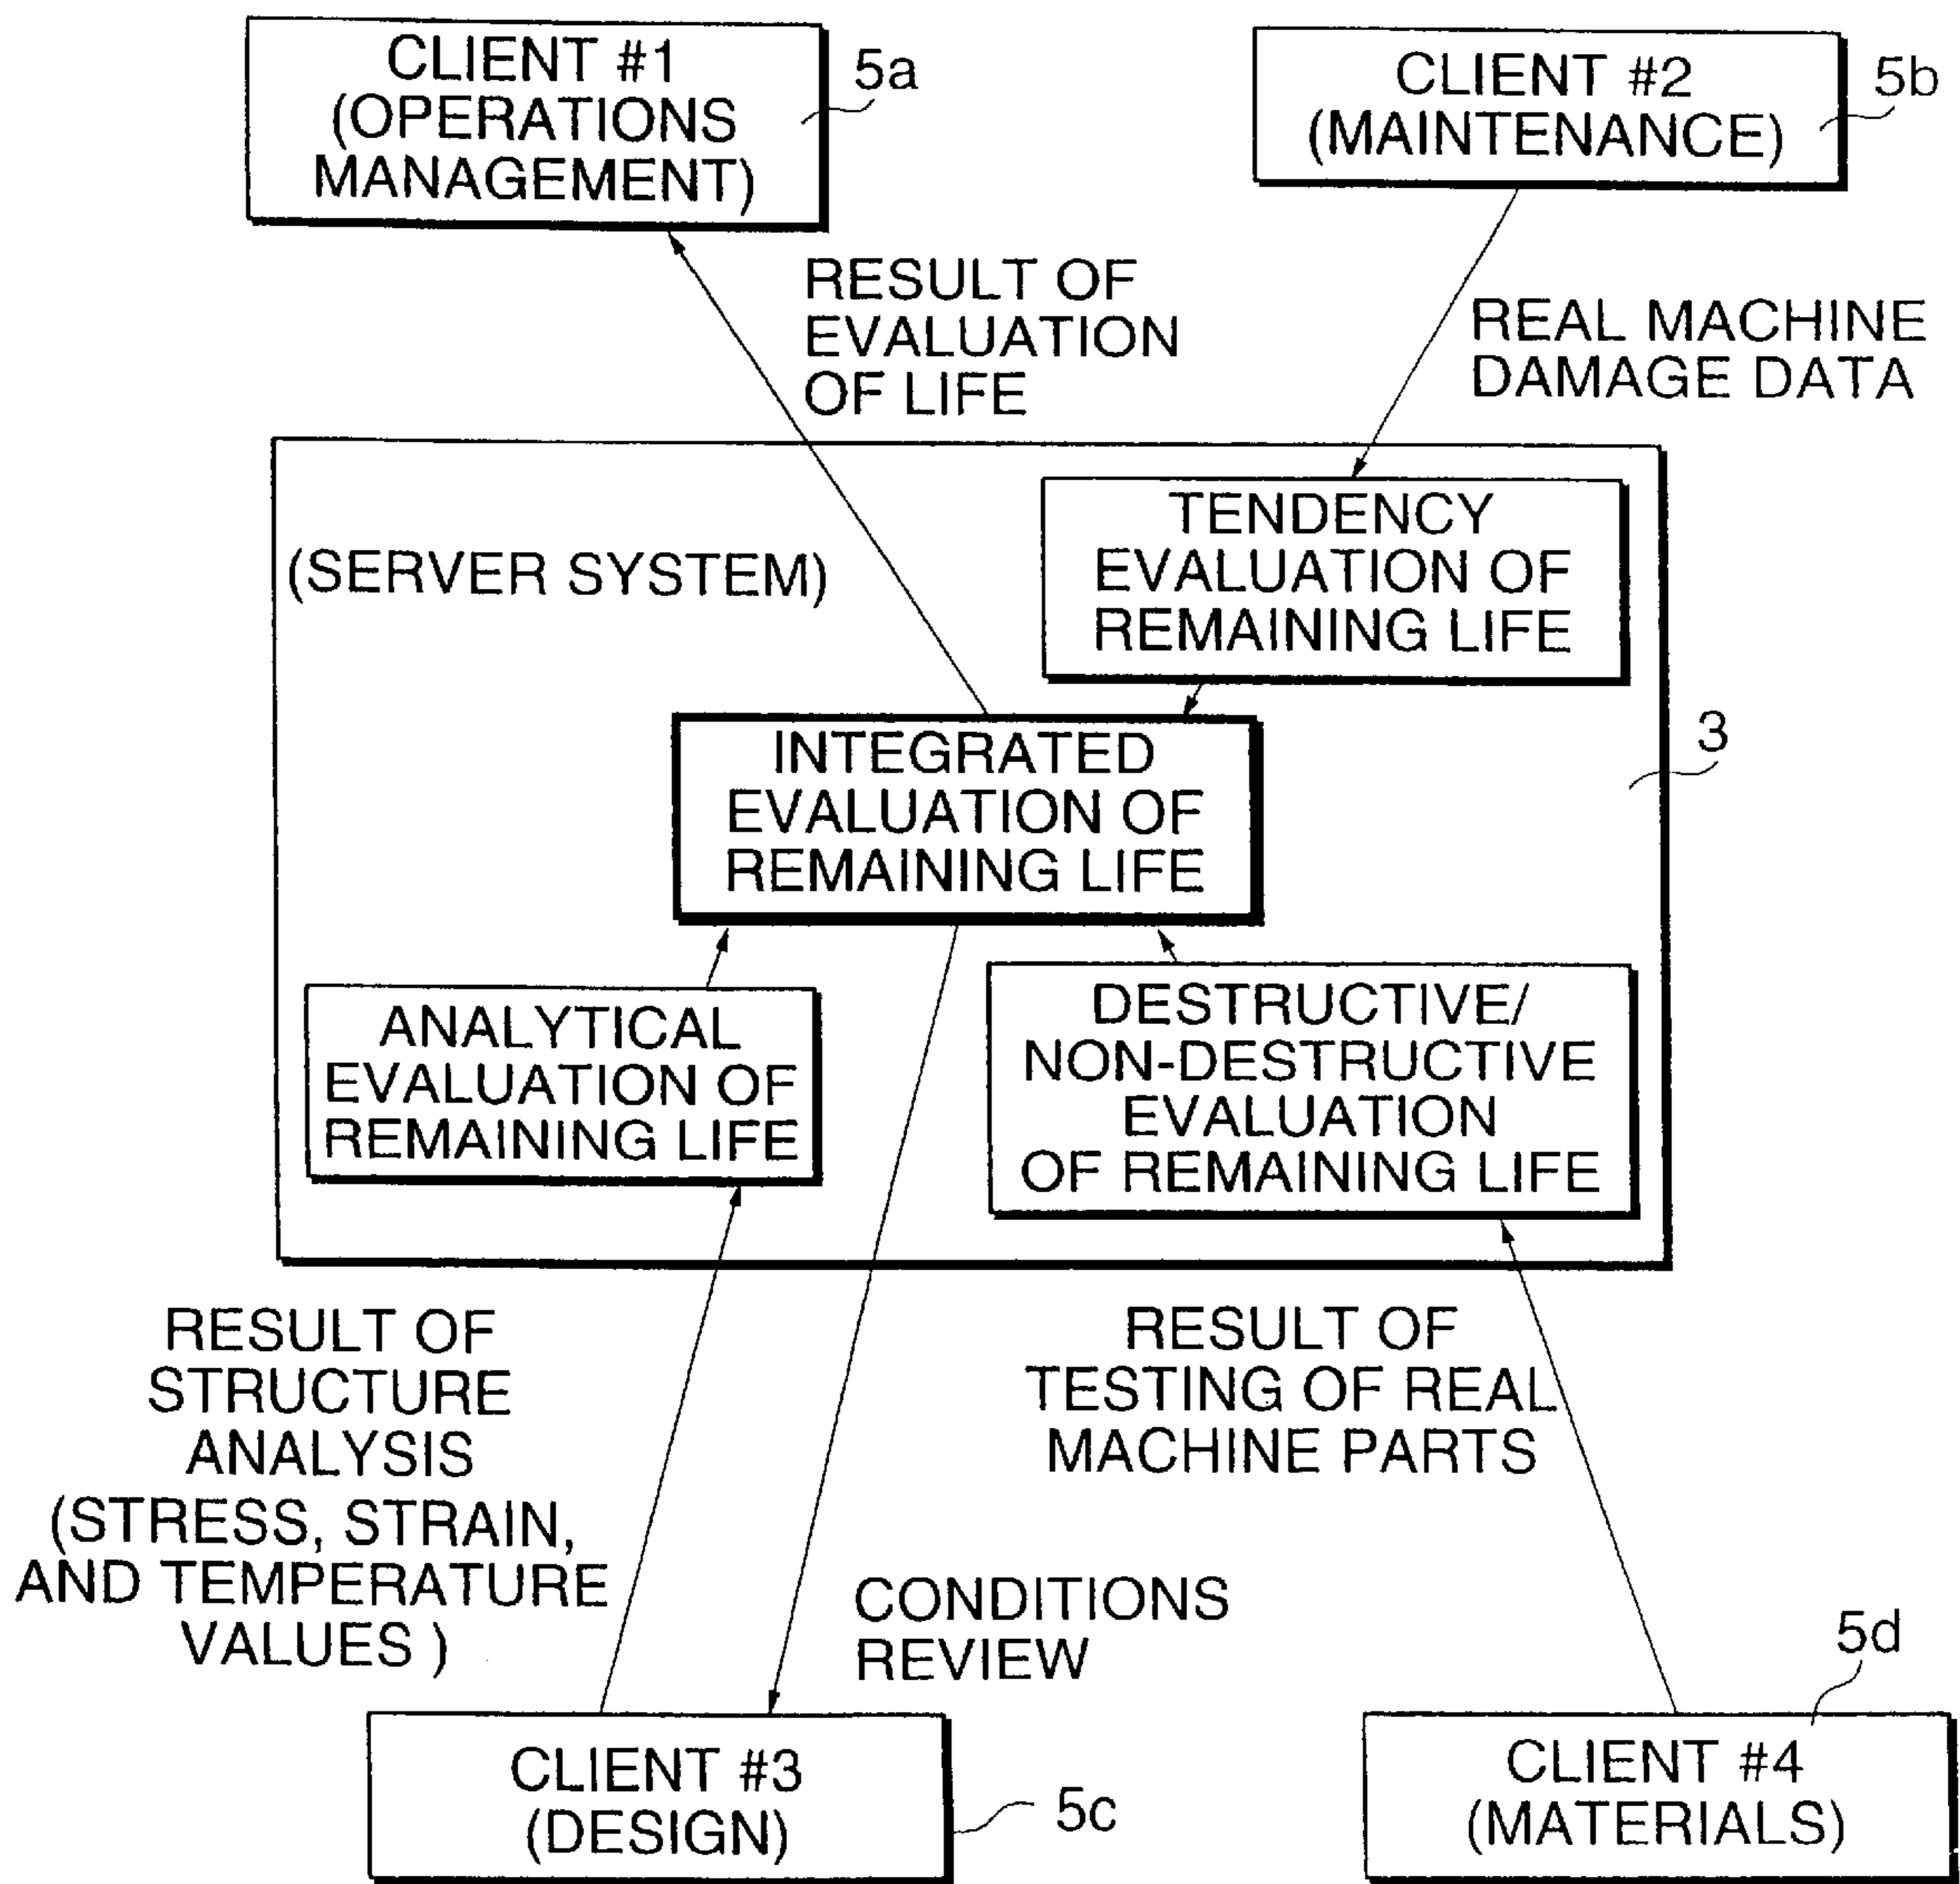 CLIENT #1
(OPERATIONS
MANAGEMENT)
5a
CLIENT #2
(MAINTENANCE)
5b
RESULT OF
EVALUATION
OF LIFE
REAL MACHINE
DAMAGE DATA
(SERVER SYSTEM)
TENDENCY
EVALUATION OF
REMAINING LIFE
3
INTEGRATED
EVALUATION OF
REMAINING LIFE
ANALYTICAL
EVALUATION OF
REMAINING LIFE
DESTRUCTIVE/
NON-DESTRUCTIVE
EVALUATION
OF REMAINING LIFE
RESULT OF
STRUCTURE
ANALYSIS
(STRESS, STRAIN,
AND TEMPERATURE
VALUES )
RESULT OF
TESTING OF REAL
MACHINE PARTS
CONDITIONS
REVIEW
CLIENT #3
(DESIGN)
5c
5d
CLIENT #4
(MATERIALS)